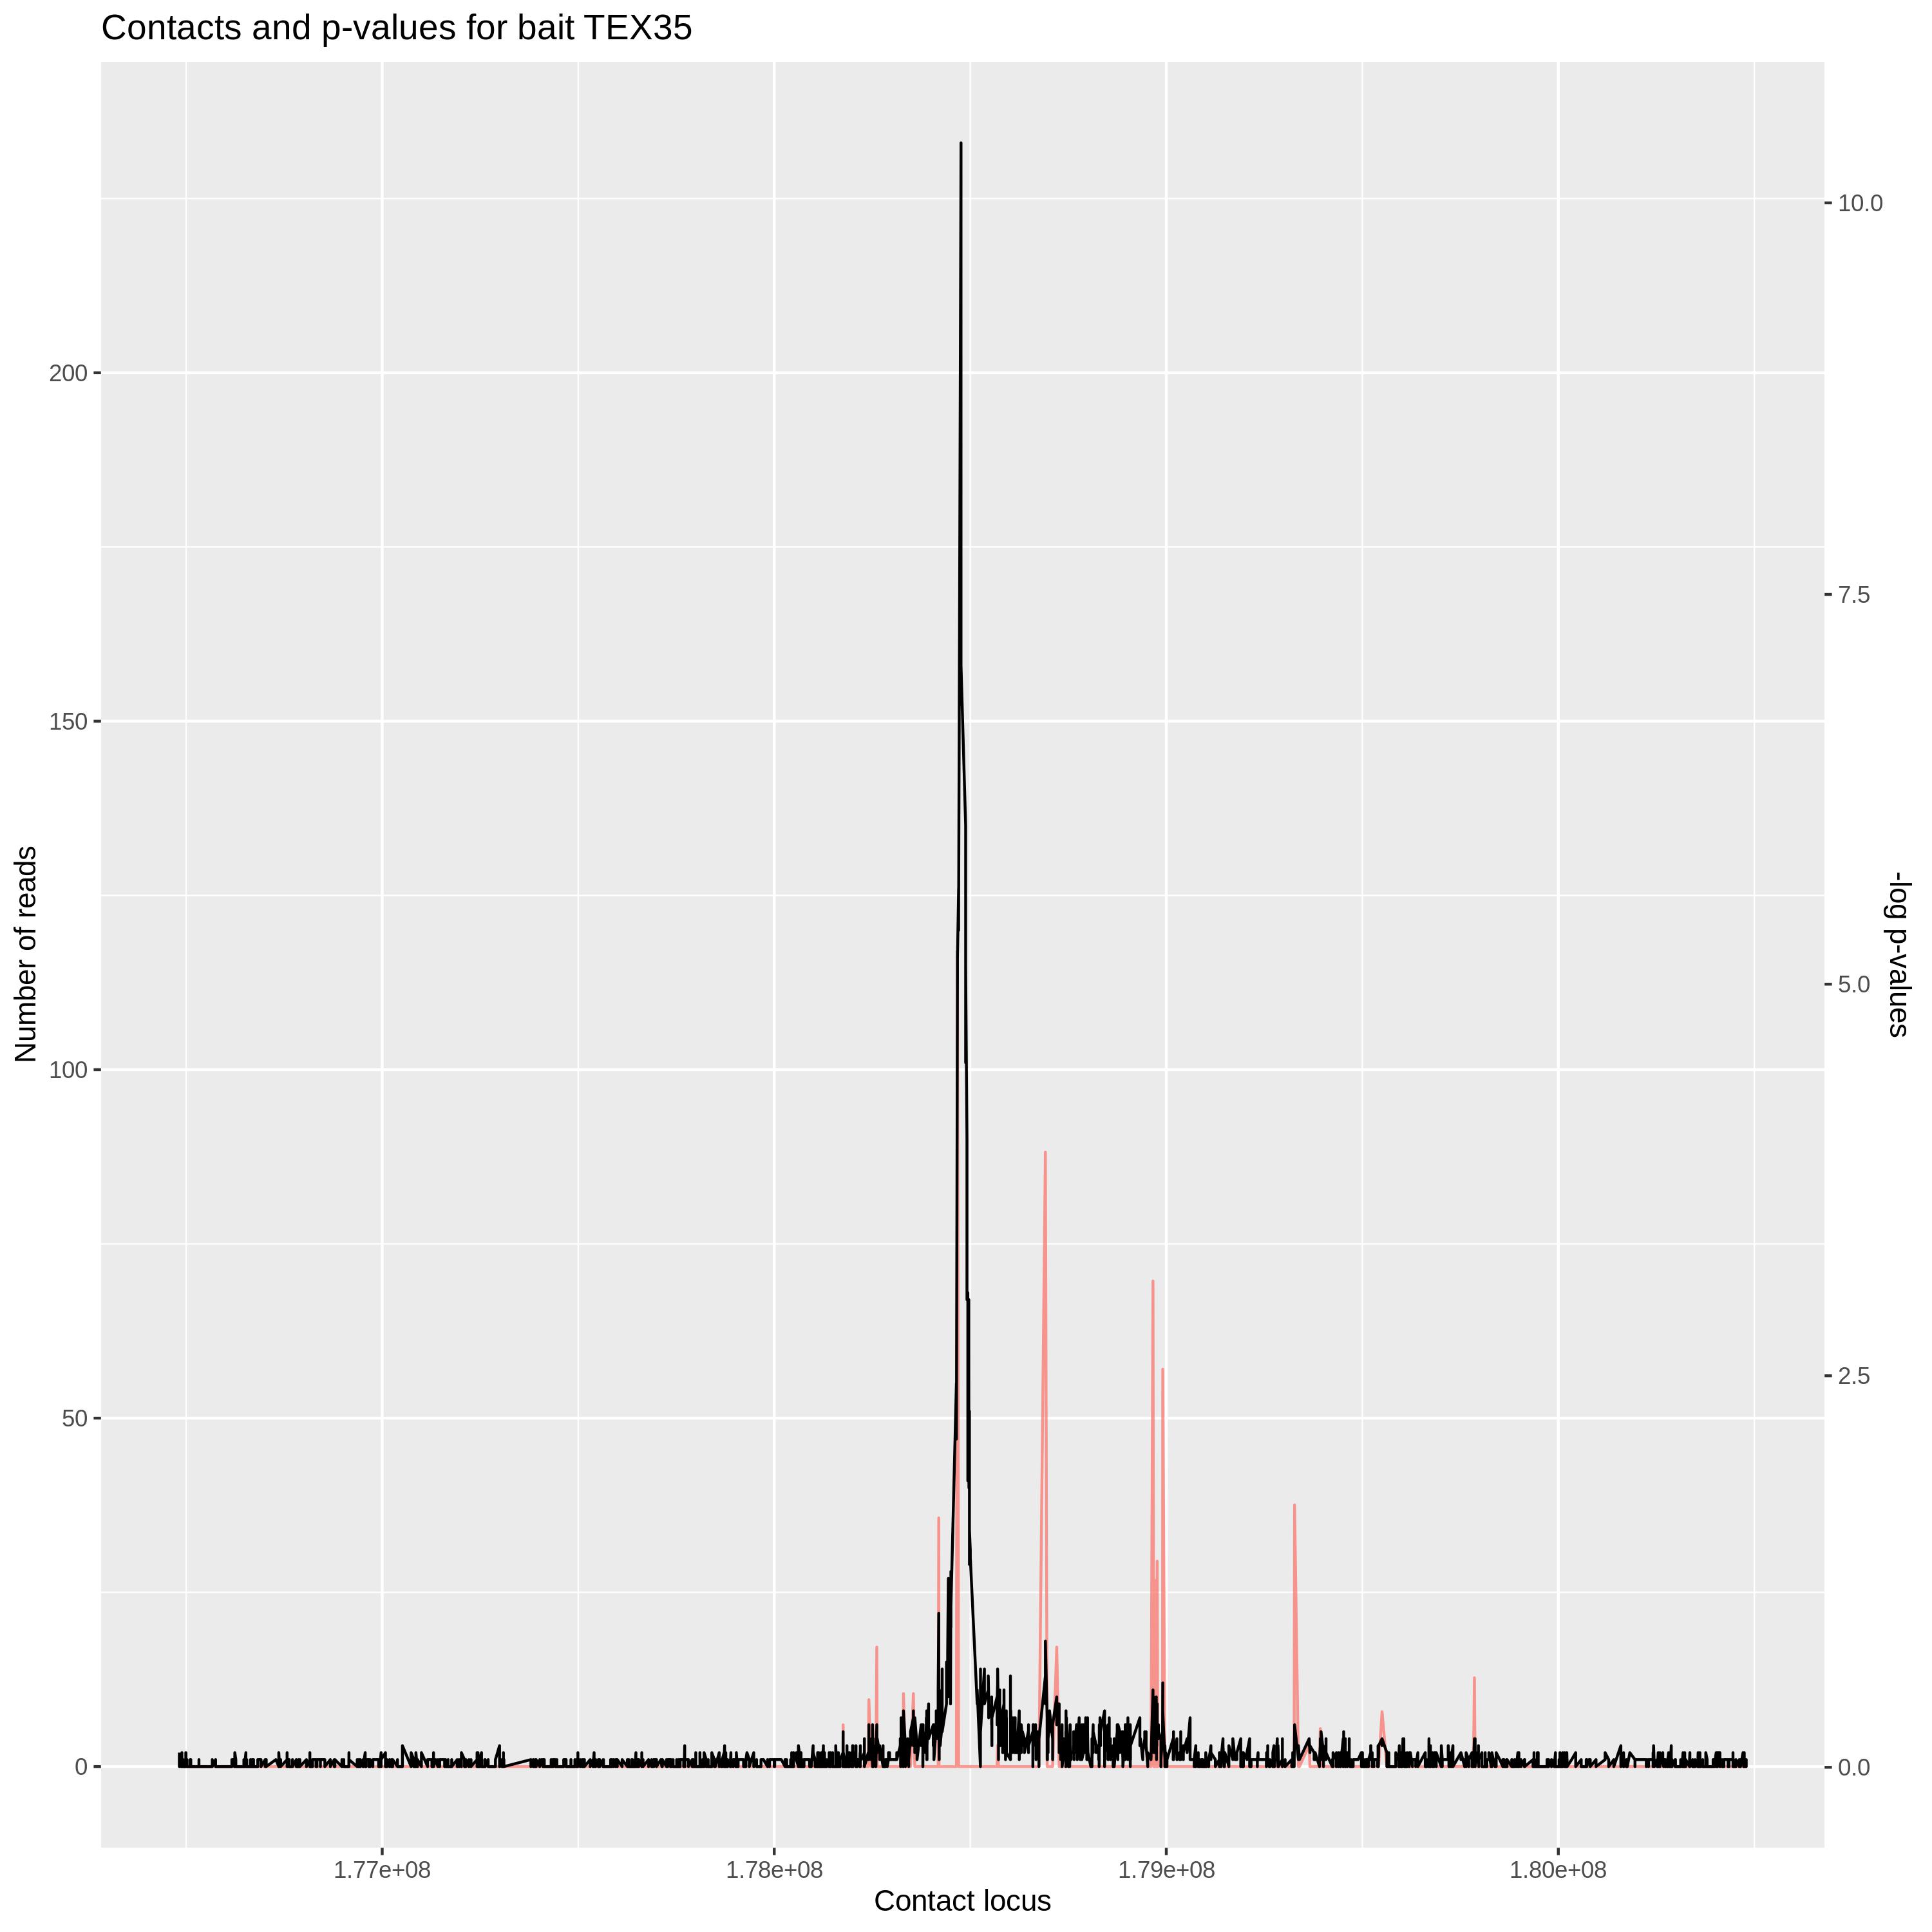 Contacts and p-values for bait TEX35
Number of reads
200
150
100
50
0
10.0
7.5
5.0
2.5
0.0
-log p-values
1.77e+08
1.78e+08
1.79e+08
1.80e+08
Contact locus